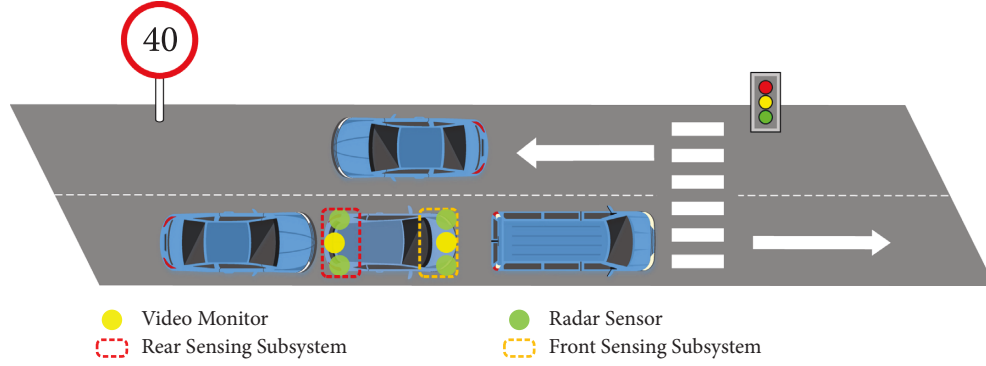 40
Video Monitor
Radar Sensor
Rear Sensing Subsystem
Front Sensing Subsystem